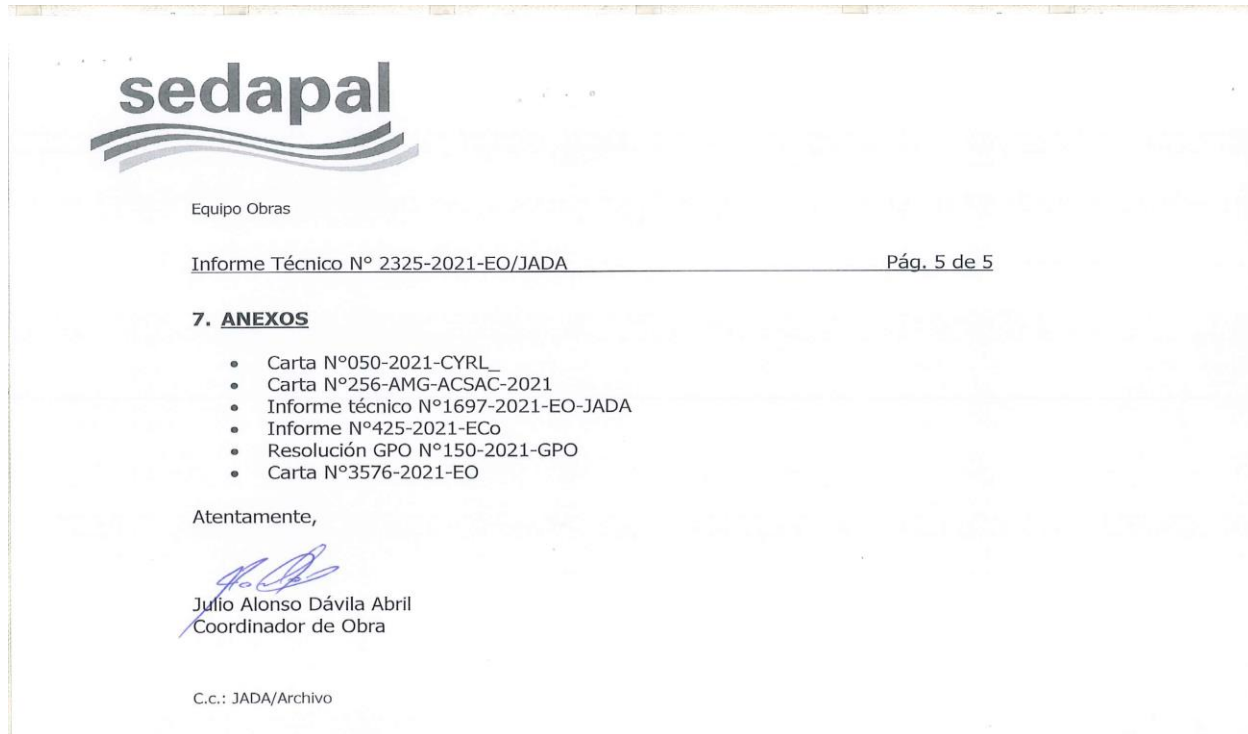 sedapal
Equipo Obras
Informe Técnico N° 2325-2021-EO/JADA Pág. 5 de 5
7. ANEXOS
• Carta N°050-2021-CYRL_
• Carta N°256-AMG-ACSAC-2021
• Informe técnico N°1697-2021-EO-JADA
• Informe N°425-2021-ECo
• Resolución GPO N°150-2021-GPO
• Carta N°3576-2021-EO
Atentamente,
Julio Alonso Dávila Abril
Coordinador de Obra
C.c.: JADA/Archivo